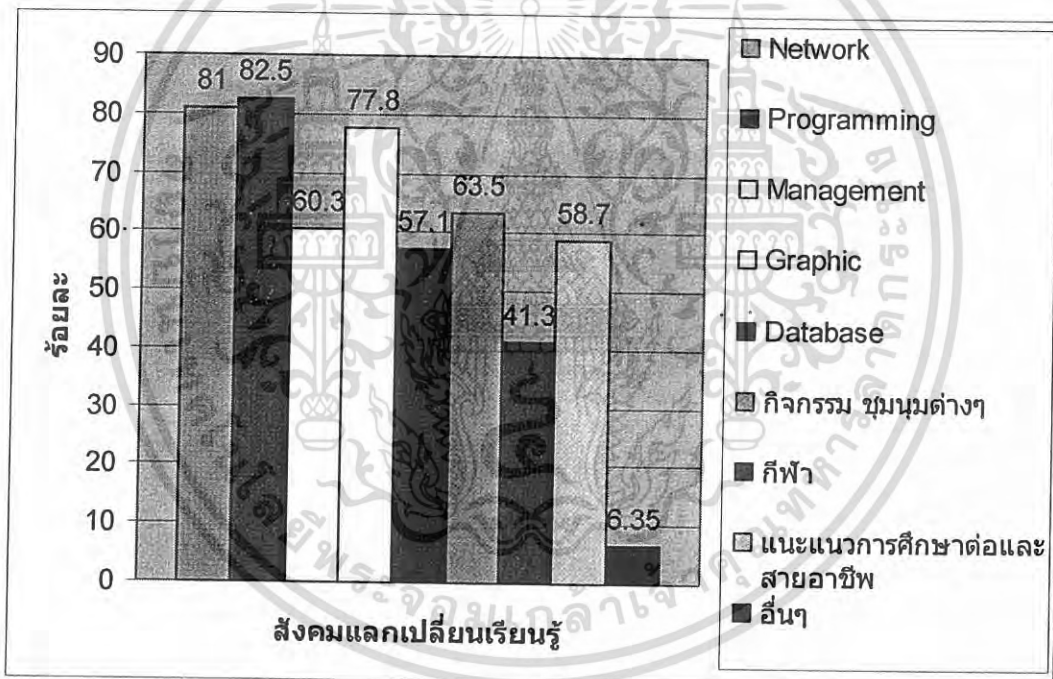 90
80
70
60
50
40
30
20
10
0
ร้อยละ
81
82.5
60.3
77.8
57.1
63.5
41.3
58.7
6.35
สังคมแลกเปลี่ยนเรียนรู้
Network
Programming
Management
Graphic
Database
กิจกรรม ชุมนุมต่างๆ
กีฬา
แนะแนวการศึกษาต่อและ
สายอาชีพ
อื่นๆ